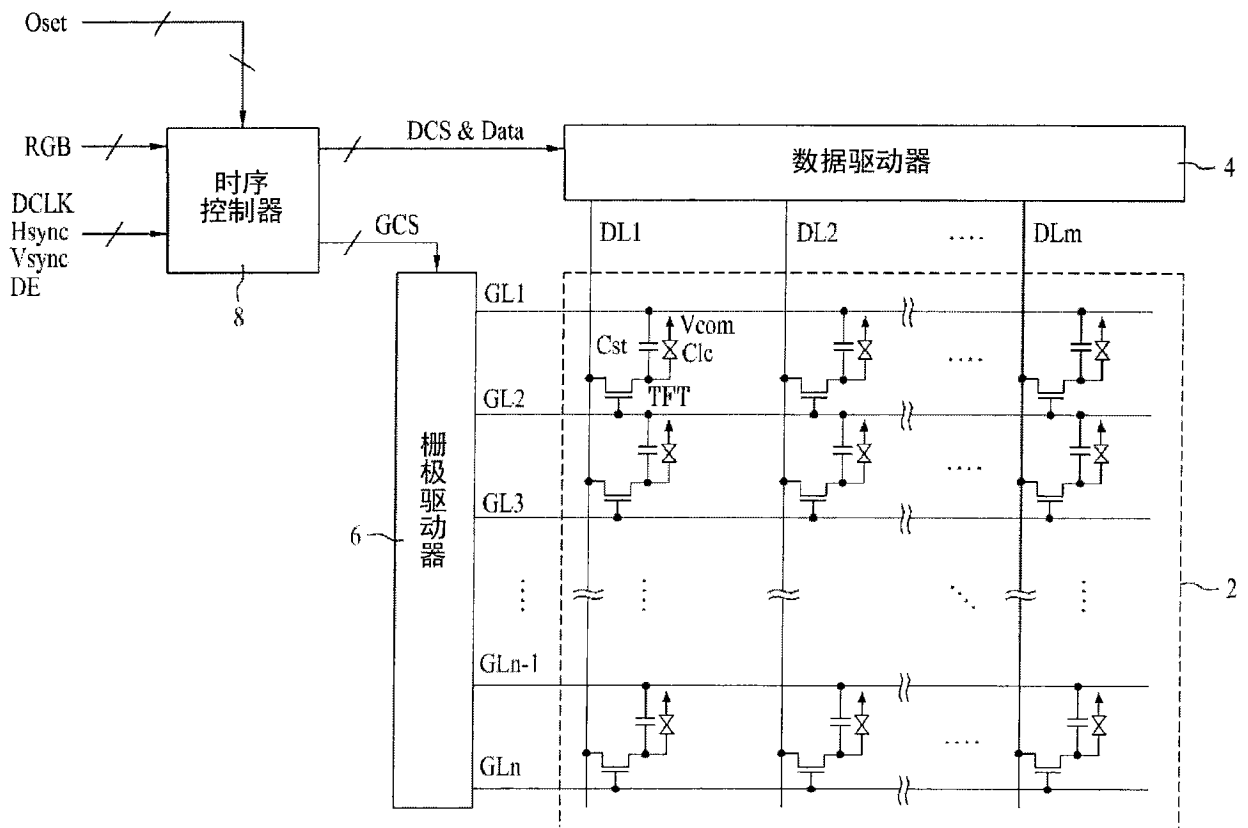 Oset
RGB
DCLK
Hsync
Vsync
DE
时序
控制器
8
DCS & Data
GCS
数据驱动器
4
DL1
DL2
....
DLm
栅极驱动器
6
GL1
Vcom
Cst
Clc
....
TFT
GL2
....
GL3
2
GLn-1
....
GLn